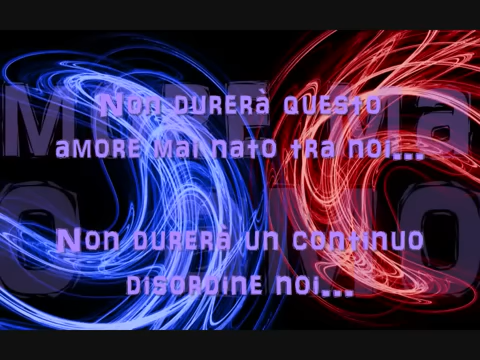 Non durerà questo
amore mai nato tra noi...
Non durerà un continuo
disordine noi...